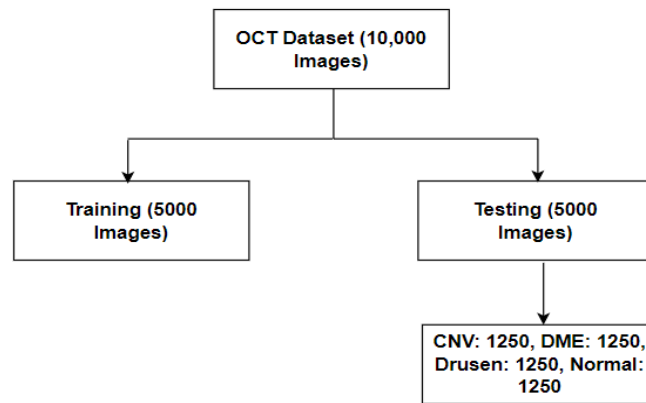 OCT Dataset (10,000
Images)
Training (5000
Images)
Testing (5000
Images)
CNV: 1250, DME: 1250,
Drusen: 1250, Normal:
1250